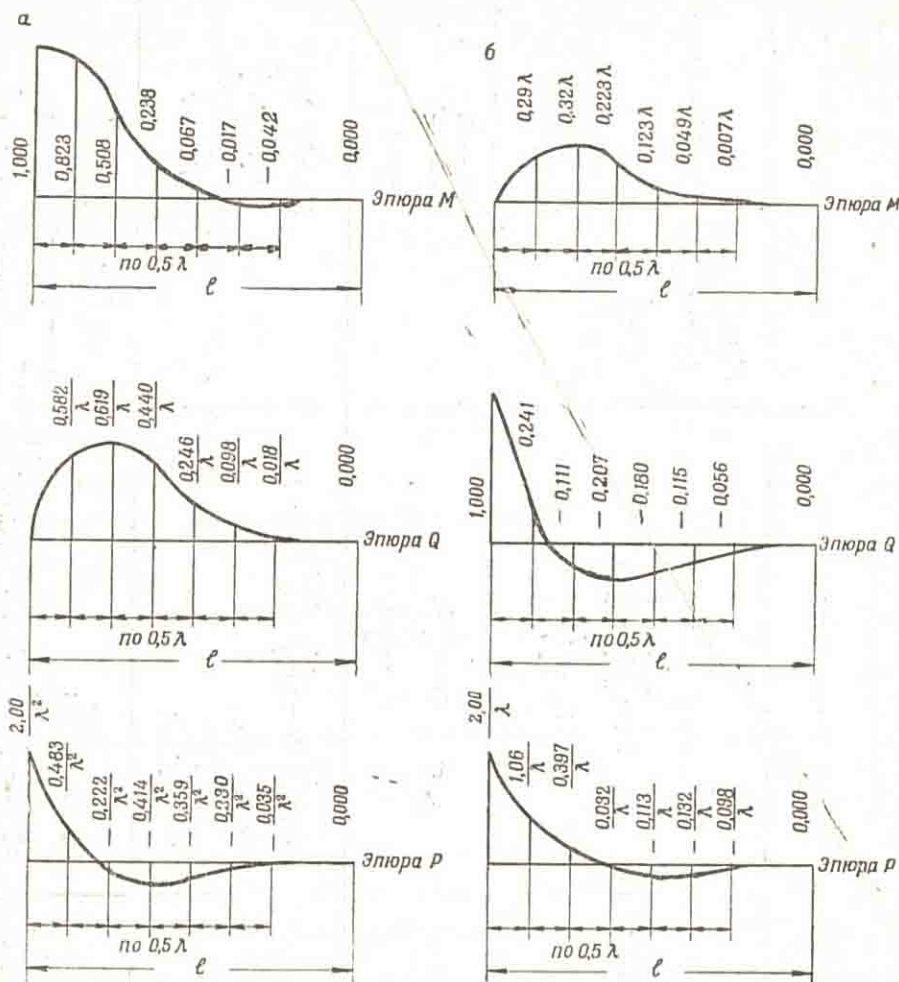 а
1,000
0,823
0,508
0,238
0,067
−0,017
−0,042
0,000
Эпюра M
по 0,5 λ
ℓ
б
0,29 λ
0,32 λ
0,223 λ
0,123 λ
0,049 λ
0,007 λ
0,000
Эпюра M
по 0,5 λ
ℓ
0,582/λ
0,619/λ
0,440/λ
0,246/λ
0,098/λ
0,018/λ
0,000
Эпюра Q
по 0,5 λ
ℓ
1,000
0,241
−0,111
−0,207
−0,180
−0,115
−0,056
0,000
Эпюра Q
по 0,5 λ
ℓ
2,00/λ²
0,483/λ²
−0,222/λ²
−0,414/λ²
−0,359/λ²
−0,230/λ²
−0,035/λ²
0,000
Эпюра P
по 0,5 λ
ℓ
2,00/λ
1,06/λ
0,397/λ
0,032/λ
−0,113/λ
−0,132/λ
−0,098/λ
0,000
Эпюра P
по 0,5 λ
ℓ